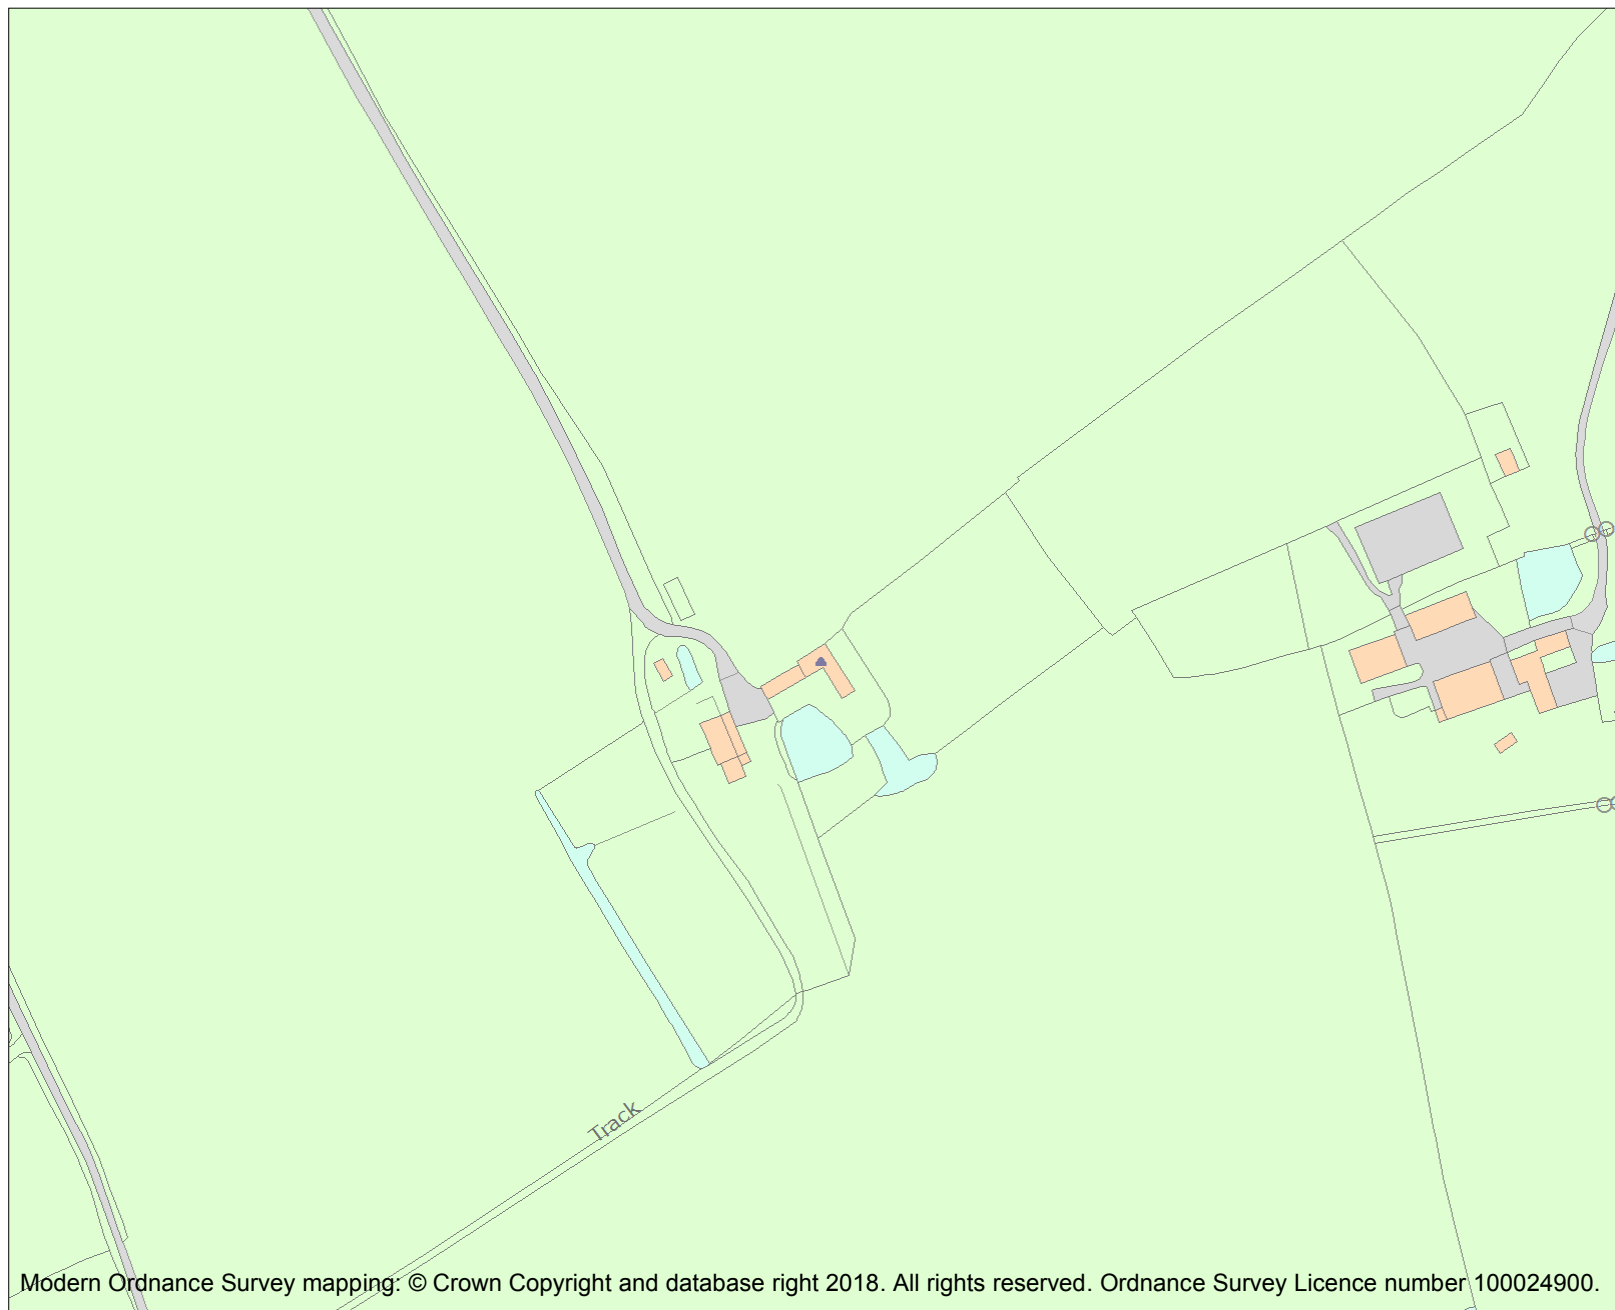 Track
Modern Ordnance Survey mapping: © Crown Copyright and database right 2018. All rights reserved. Ordnance Survey Licence number 100024900.